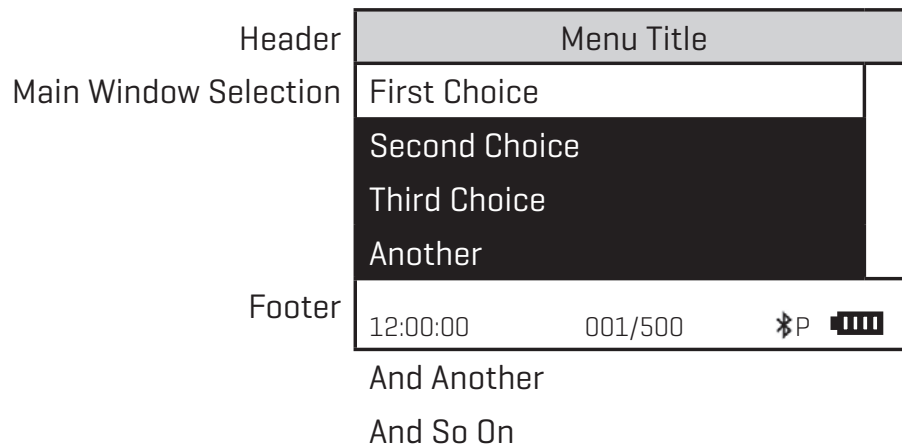 Header Menu Title
Main Window Selection First Choice
Second Choice
Third Choice
Another
Footer 12:00:00 001/500 P
And Another
And So On